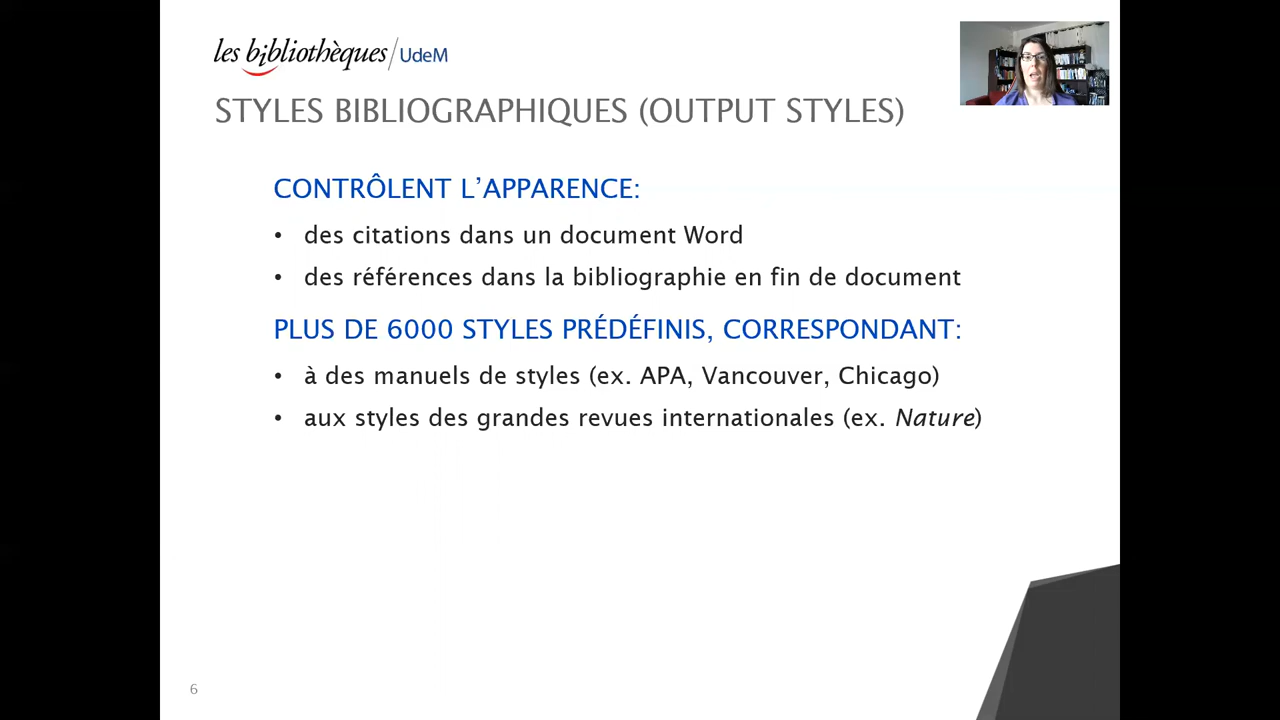 les bibliothèques/UdeM
STYLES BIBLIOGRAPHIQUES (OUTPUT STYLES)
CONTRÔLENT L’APPARENCE:
• des citations dans un document Word
• des références dans la bibliographie en fin de document
PLUS DE 6000 STYLES PRÉDÉFINIS, CORRESPONDANT:
• à des manuels de styles (ex. APA, Vancouver, Chicago)
• aux styles des grandes revues internationales (ex. Nature)
6